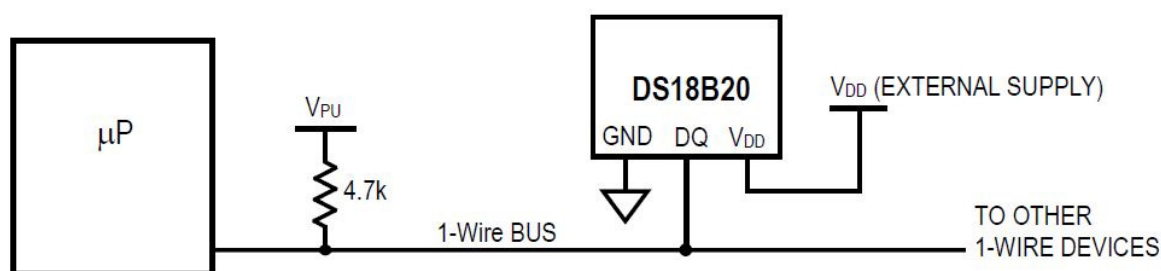 μP
VPU
4.7k
1-Wire BUS
DS18B20
GND DQ VDD
VDD (EXTERNAL SUPPLY)
TO OTHER
1-WIRE DEVICES